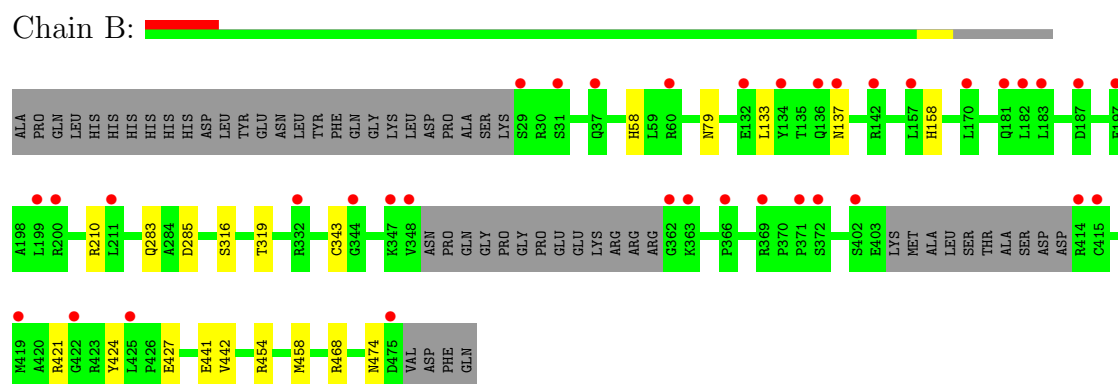 Chain B:
ALA PRO GLN LEU HIS HIS HIS HIS HIS HIS ASP LEU TYR GLU ASN LEU TYR PHE GLN GLY LYS LEU ASP PRO ALA SER LYS S29 R30 S31 Q37 H58 L59 R60 N79 E132 L133 Y134 T135 Q136 N137 R142 L157 H158 L170 Q181 L182 L183 D187
A198 L199 R200 R210 L211 Q283 A284 D285 S316 T319 R332 C343 G344 K347 V348 ASN PRO GLN GLY PRO GLY PRO GLU GLU LYS ARG ARG ARG G362 K363 P366 R369 P370 P371 S372 S402 E403 LYS MET ALA LEU SER THR ALA SER ASP ASP R414 C415
M419 A420 R421 G422 R423 Y424 L425 P426 E427 E441 V442 R454 M458 R468 N474 D475 VAL ASP PHE GLN